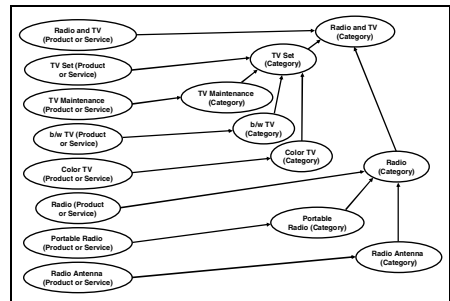 Radio and TV
(Product or Service)
Radio and TV
(Category)
TV Set (Product
or Service)
TV Set
(Category)
TV Maintenance
(Product or Service)
TV Maintenance
(Category)
b/w TV (Product
or Service)
b/w TV
(Category)
Color TV
(Product or Service)
Color TV
(Category)
Radio (Product
or Service)
Radio
(Category)
Portable Radio
(Product or Service)
Portable
Radio (Category)
Radio Antenna
(Product or Service)
Radio Antenna
(Category)